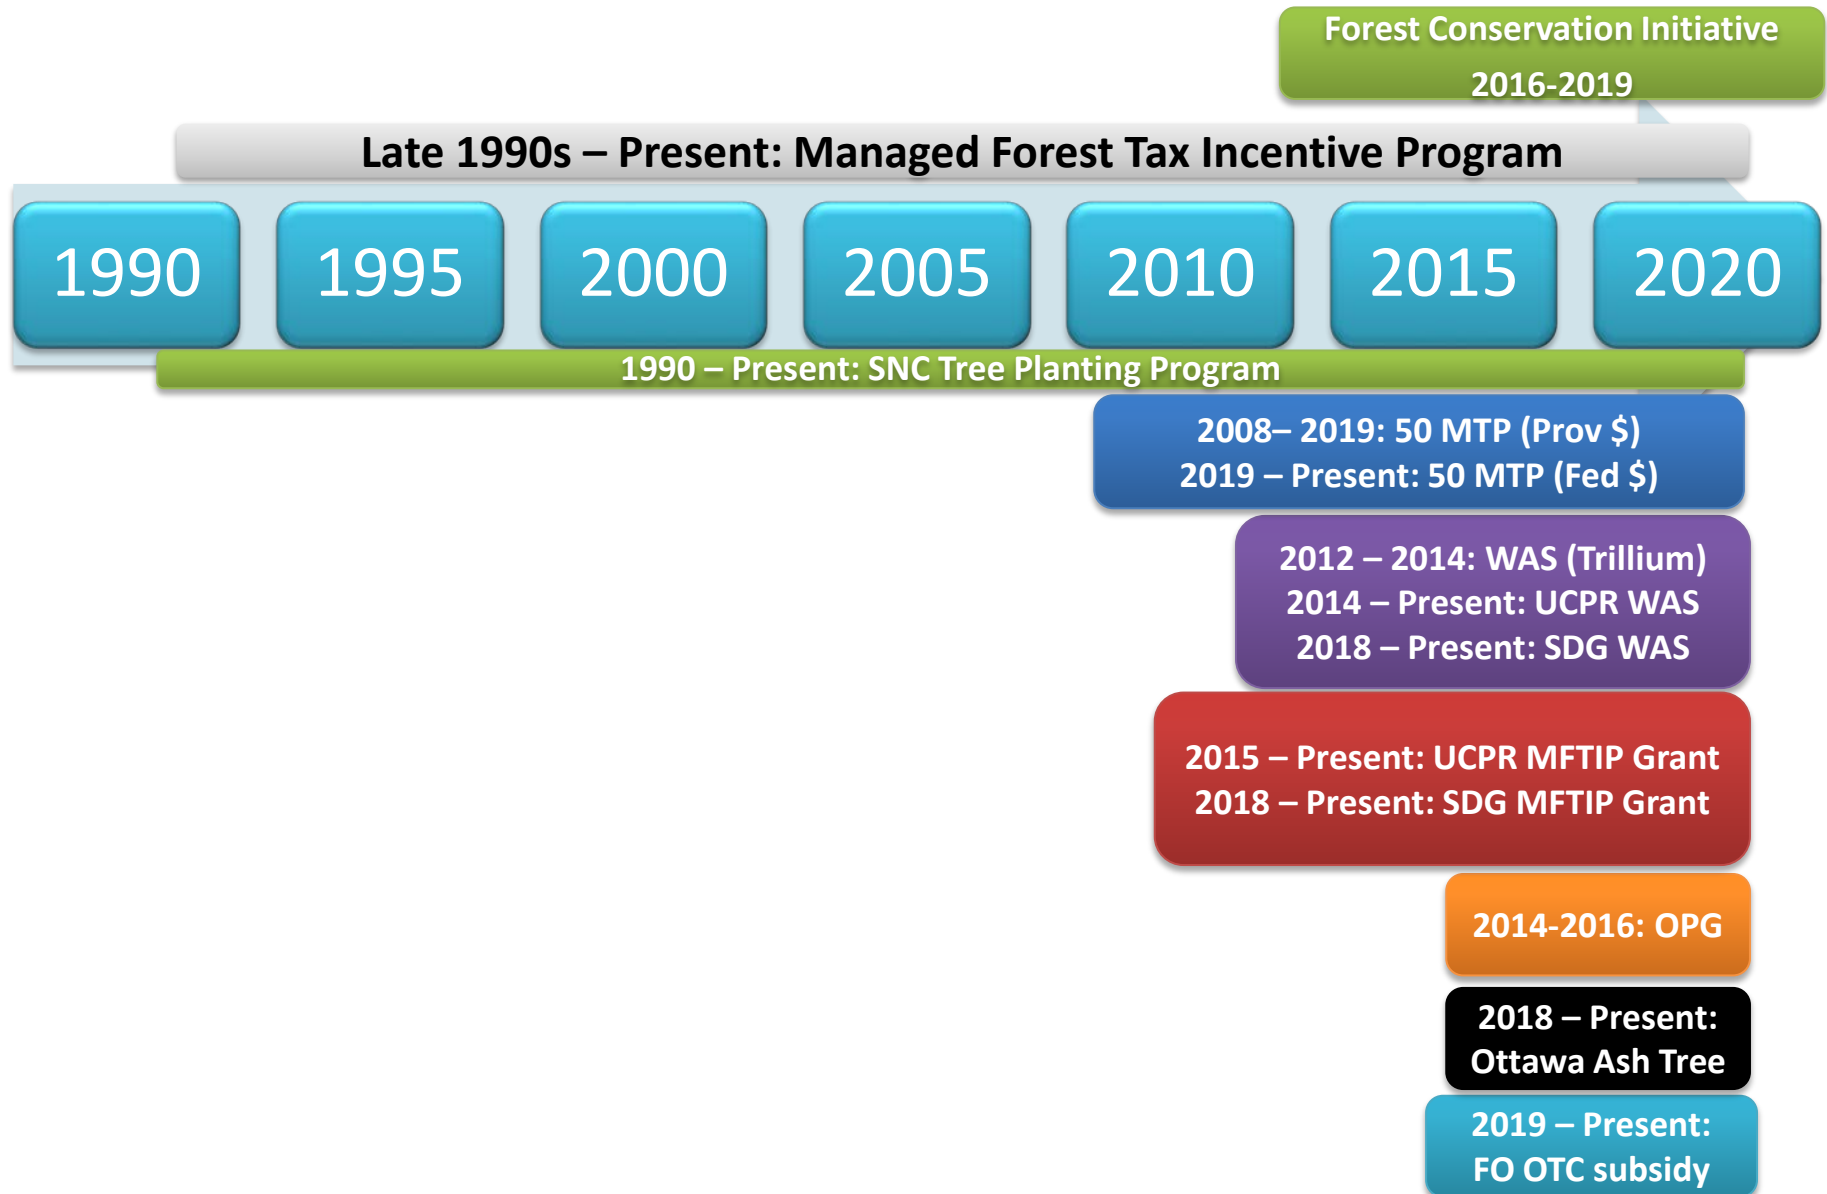 Forest Conservation Initiative
2016-2019
Late 1990s – Present: Managed Forest Tax Incentive Program
1990
1995
2000
2005
2010
2015
2020
1990 – Present: SNC Tree Planting Program
2008– 2019: 50 MTP (Prov $)
2019 – Present: 50 MTP (Fed $)
2012 – 2014: WAS (Trillium)
2014 – Present: UCPR WAS
2018 – Present: SDG WAS
2015 – Present: UCPR MFTIP Grant
2018 – Present: SDG MFTIP Grant
2014-2016: OPG
2018 – Present:
Ottawa Ash Tree
2019 – Present:
FO OTC subsidy